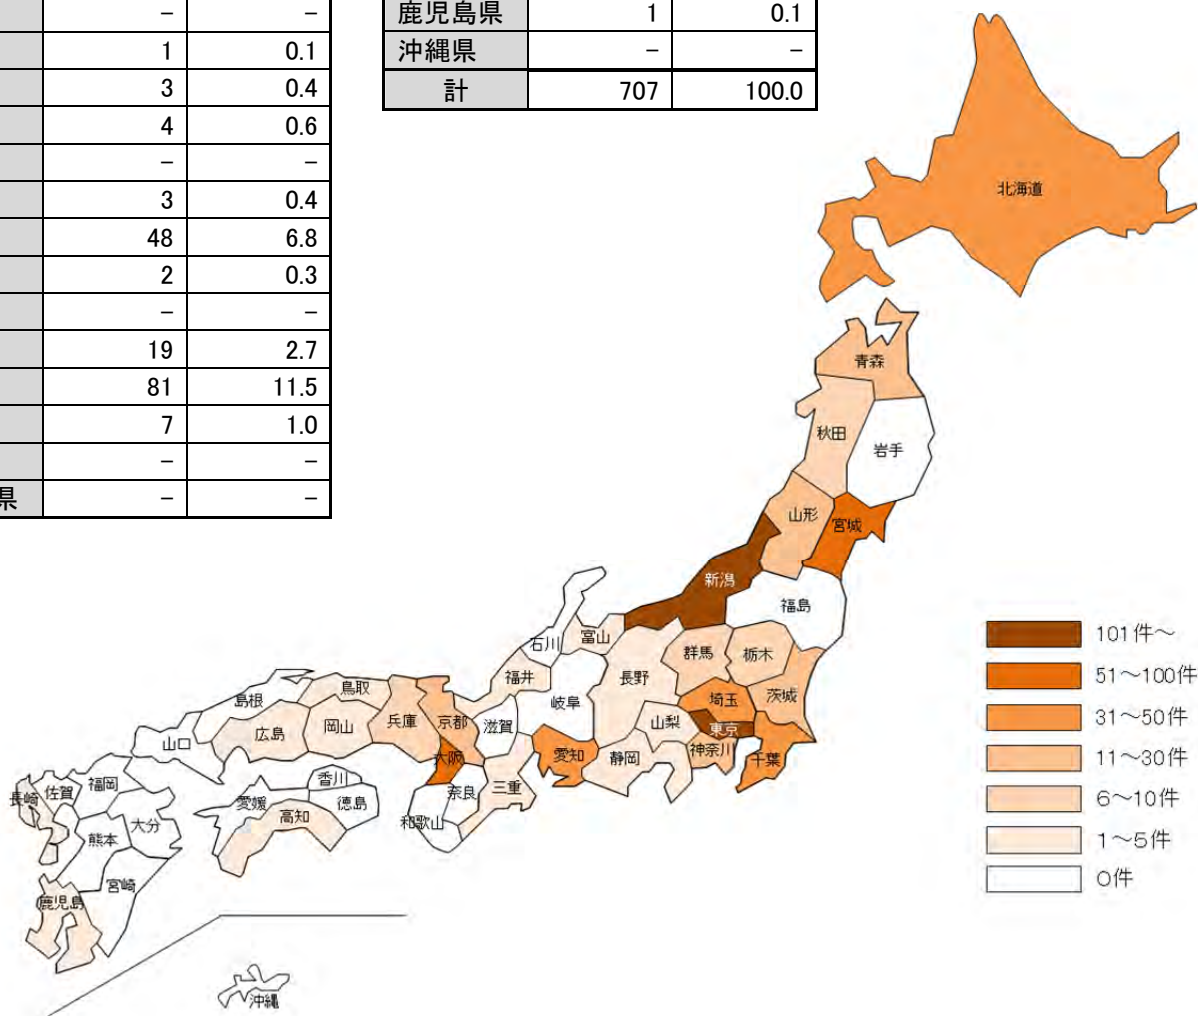 － －
1 0.1
3 0.4
4 0.6
－ －
3 0.4
48 6.8
2 0.3
－ －
19 2.7
81 11.5
7 1.0
－ －
県 － －
鹿児島県 1 0.1
沖縄県 － －
計 707 100.0
北海道
青森
秋田
岩手
山形
宮城
新潟
福島
石川
富山
群馬
栃木
福井
長野
岐阜
埼玉
茨城
島根
鳥取
山梨
東京
山口
広島
岡山
兵庫
京都
滋賀
愛知
静岡
神奈川
千葉
大阪
長崎
佐賀
福岡
香川
奈良
三重
愛媛
徳島
高知
和歌山
熊本
大分
宮崎
鹿児島
沖縄
101件～
51～100件
31～50件
11～30件
6～10件
1～5件
0件